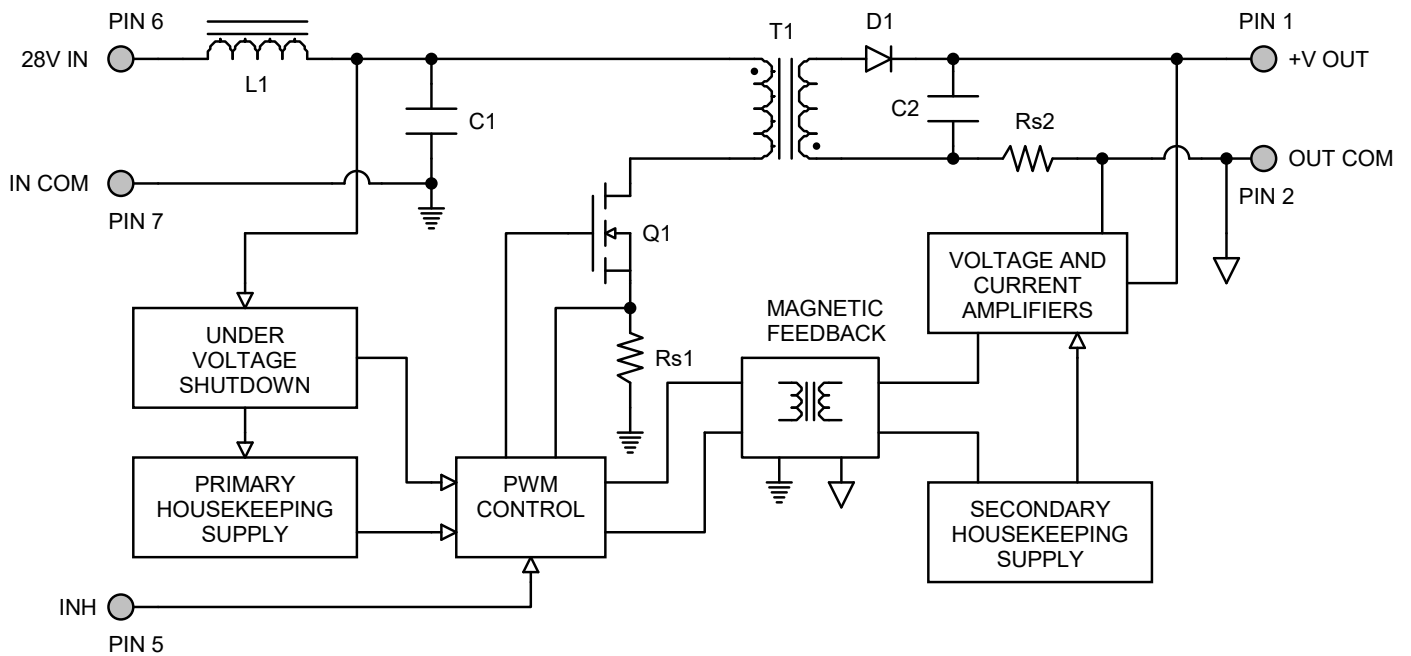 PIN 6
28V IN
L1
C1
IN COM
PIN 7
T1
D1
C2
Rs2
PIN 1
+V OUT
OUT COM
PIN 2
Q1
Rs1
UNDER
VOLTAGE
SHUTDOWN
MAGNETIC
FEEDBACK
VOLTAGE AND
CURRENT
AMPLIFIERS
PRIMARY
HOUSEKEEPING
SUPPLY
PWM
CONTROL
SECONDARY
HOUSEKEEPING
SUPPLY
INH
PIN 5